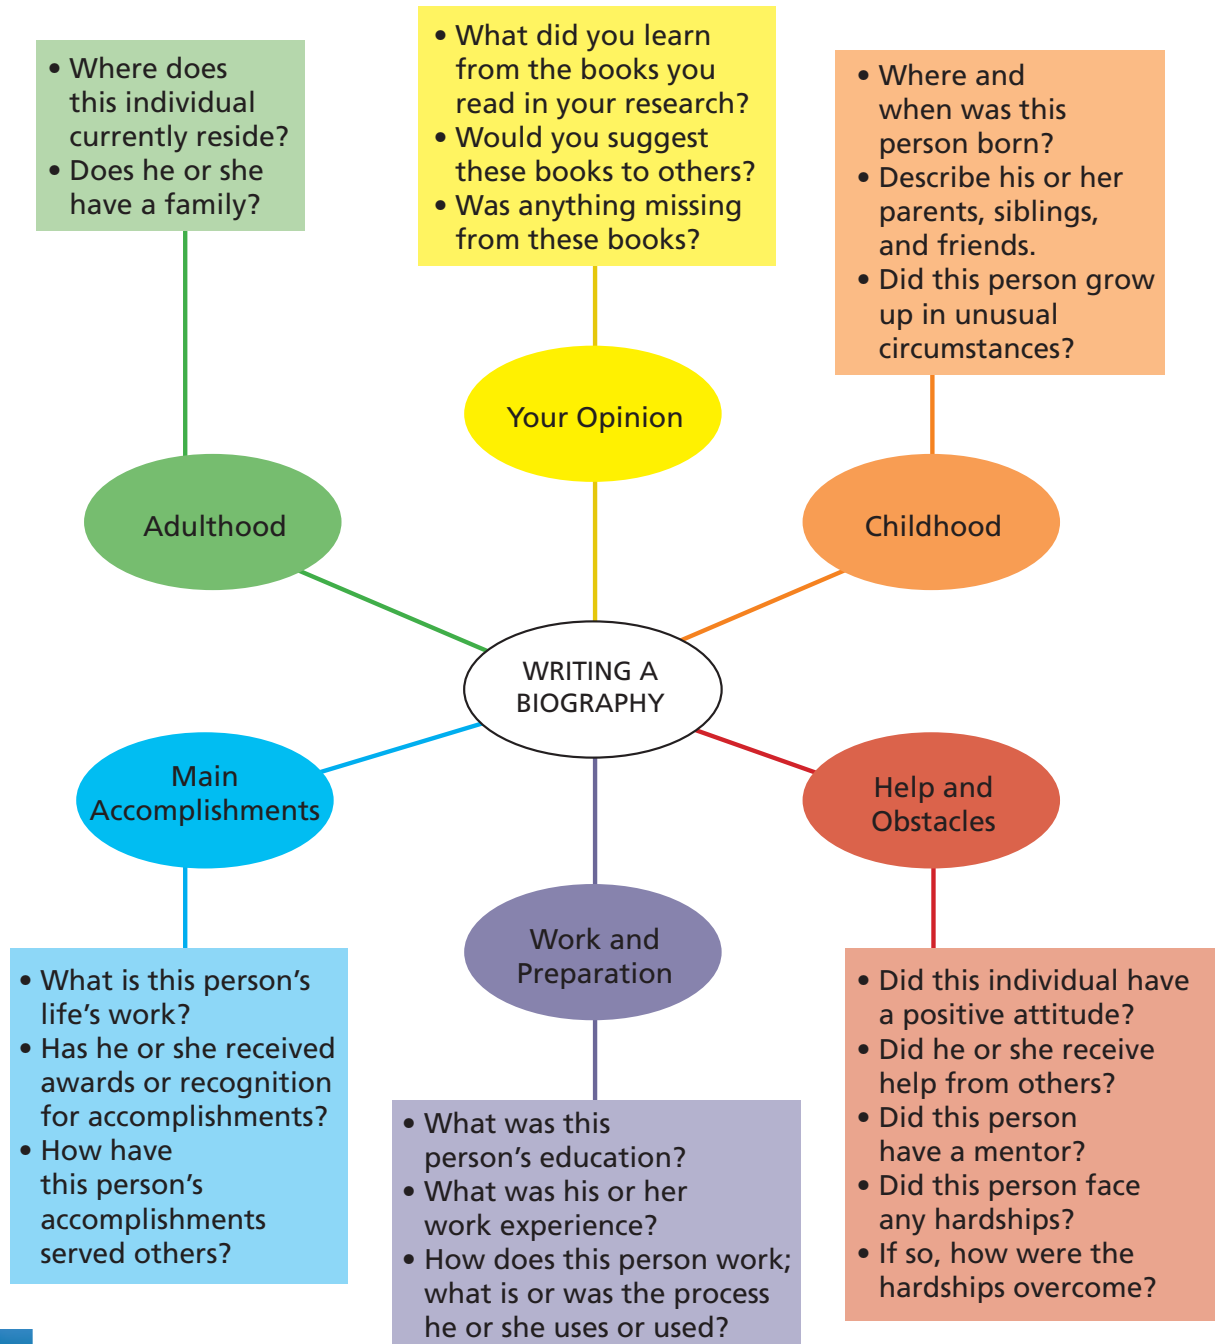 • Where does
this individual
currently reside?
• Does he or she
have a family?
• What did you learn
from the books you
read in your research?
• Would you suggest
these books to others?
• Was anything missing
from these books?
• Where and
when was this
person born?
• Describe his or her
parents, siblings,
and friends.
• Did this person grow
up in unusual
circumstances?
Your Opinion
Adulthood
Childhood
WRITING A
BIOGRAPHY
Main
Accomplishments
Help and
Obstacles
Work and
Preparation
• What is this person’s
life’s work?
• Has he or she received
awards or recognition
for accomplishments?
• How have
this person’s
accomplishments
served others?
• What was this
person’s education?
• What was his or her
work experience?
• How does this person work;
what is or was the process
he or she uses or used?
• Did this individual have
a positive attitude?
• Did he or she receive
help from others?
• Did this person
have a mentor?
• Did this person face
any hardships?
• If so, how were the
hardships overcome?